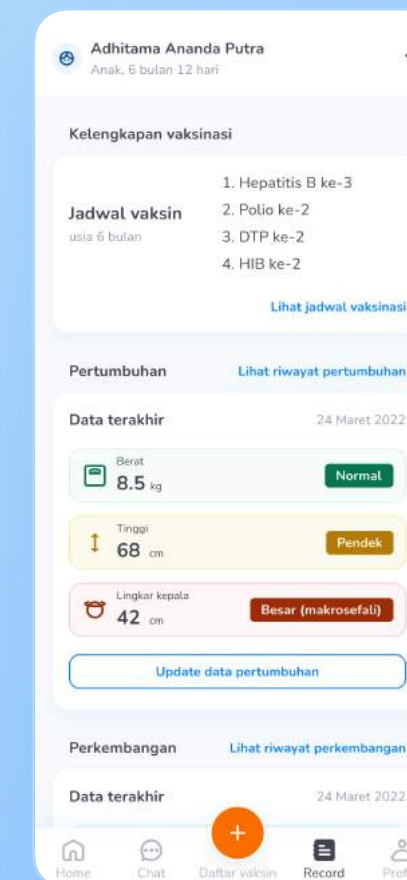 Adhitama Ananda Putra
Anak, 6 bulan 12 hari
Kelengkapan vaksinasi
Jadwal vaksin
usia 6 bulan
1. Hepatitis B ke-3
2. Polio ke-2
3. DTP ke-2
4. HIB ke-2
Lihat jadwal vaksinasi
Pertumbuhan Lihat riwayat pertumbuhan
Data terakhir 24 Maret 2022
Berat
8.5 kg Normal
Tinggi
68 cm Pendek
Lingkar kepala
42 cm Besar (makrosefali)
Update data pertumbuhan
Perkembangan Lihat riwayat perkembangan
Data terakhir 24 Maret 2022
Home Chat Daftar vaksin Record